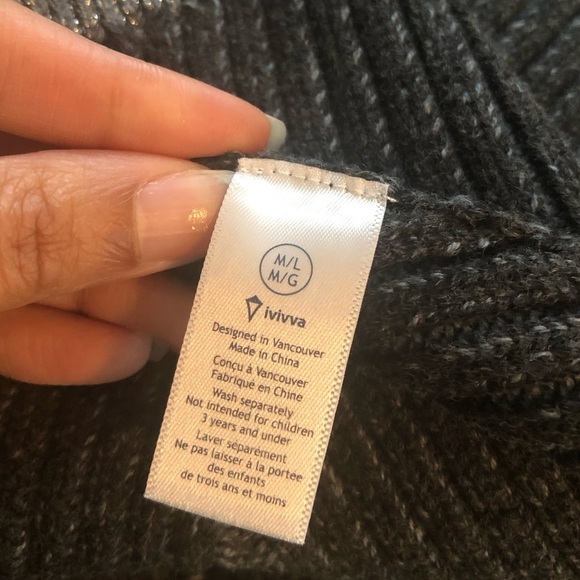 M/L
M/G
ivivva
Designed in Vancouver
Made in China
Conçu à Vancouver
Fabriqué en Chine
Wash separately
Not intended for children
3 years and under
Laver séparément
Ne pas laisser à la portée
des enfants
de trois ans et moins